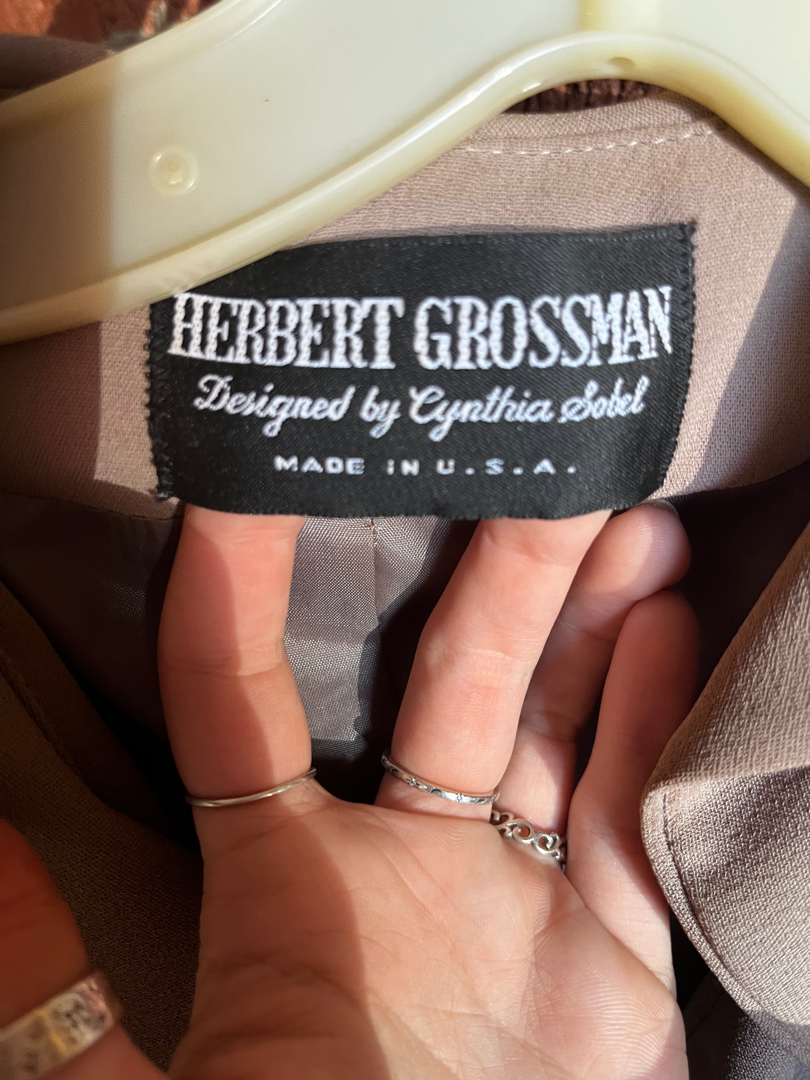 HERBERT GROSSMAN
Designed by Cynthia Sobel
MADE IN U.S.A.